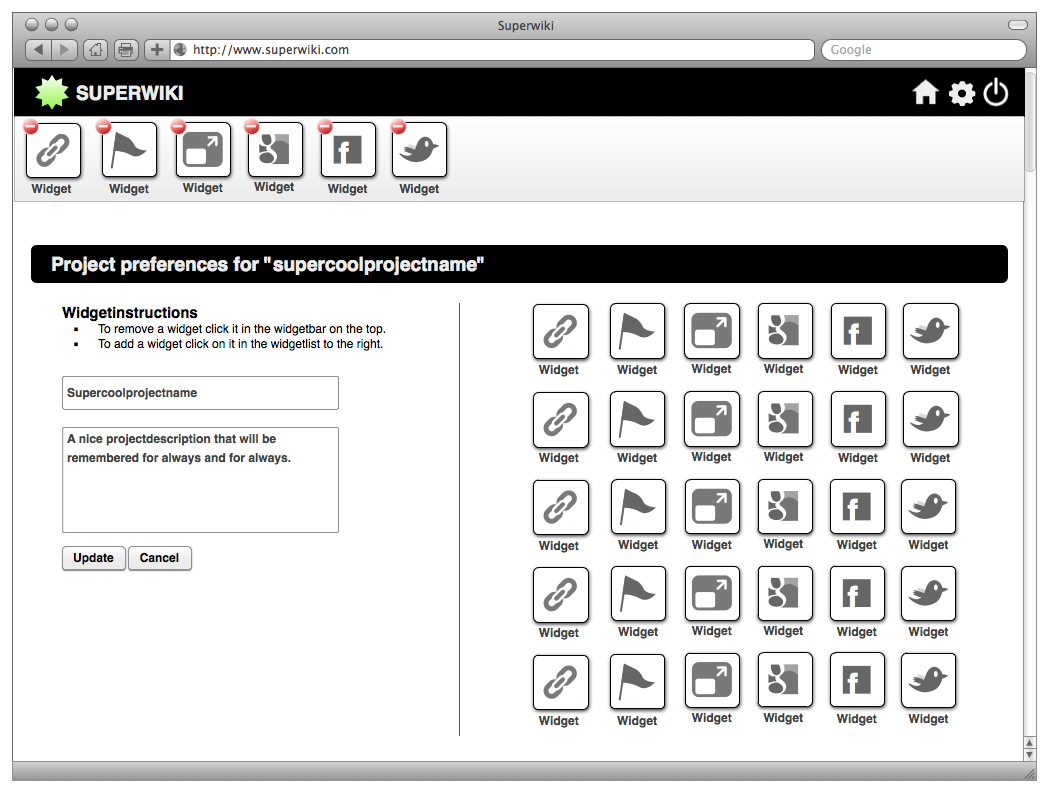 Superwiki
http://www.superwiki.com
Google
SUPERWIKI
Widget Widget Widget Widget Widget Widget
Project preferences for "supercoolprojectname"
Widgetinstructions
To remove a widget click it in the widgetbar on the top.
To add a widget click on it in the widgetlist to the right.
Supercoolprojectname
A nice projectdescription that will be
remembered for always and for always.
Update Cancel
Widget Widget Widget Widget Widget Widget
Widget Widget Widget Widget Widget Widget
Widget Widget Widget Widget Widget Widget
Widget Widget Widget Widget Widget Widget
Widget Widget Widget Widget Widget Widget